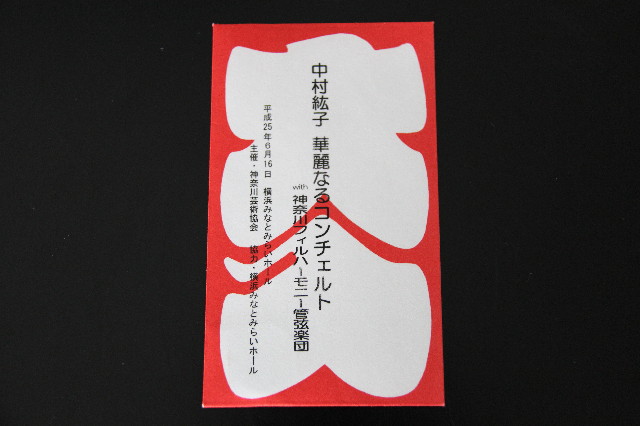 中村紘子 華麗なるコンチェルト
with 神奈川フィルハーモニー管弦楽団
平成25年6月16日 横浜みなとみらいホール
主催・神奈川芸術協会 協力・横浜みなとみらいホール